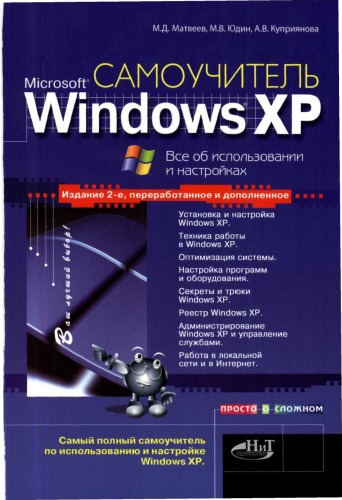 М.Д. Матвеев, М.В. Юдин, А.В. Куприянова
САМОУЧИТЕЛЬ
Microsoft®
Windows® XP
Все об использовании
и настройках
Издание 2-е, переработанное и дополненное
Ваш лучший выбор!
Установка и настройка
Windows XP.
Техника работы
в Windows XP.
Оптимизация системы.
Настройка программ
и оборудования.
Секреты и трюки
Windows XP.
Реестр Windows XP.
Администрирование
Windows XP и управление
службами.
Работа в локальной
сети и в Интернет.
ПРОСТО О СЛОЖНОМ
Самый полный самоучитель
по использованию и настройке
Windows XP.
НиТ